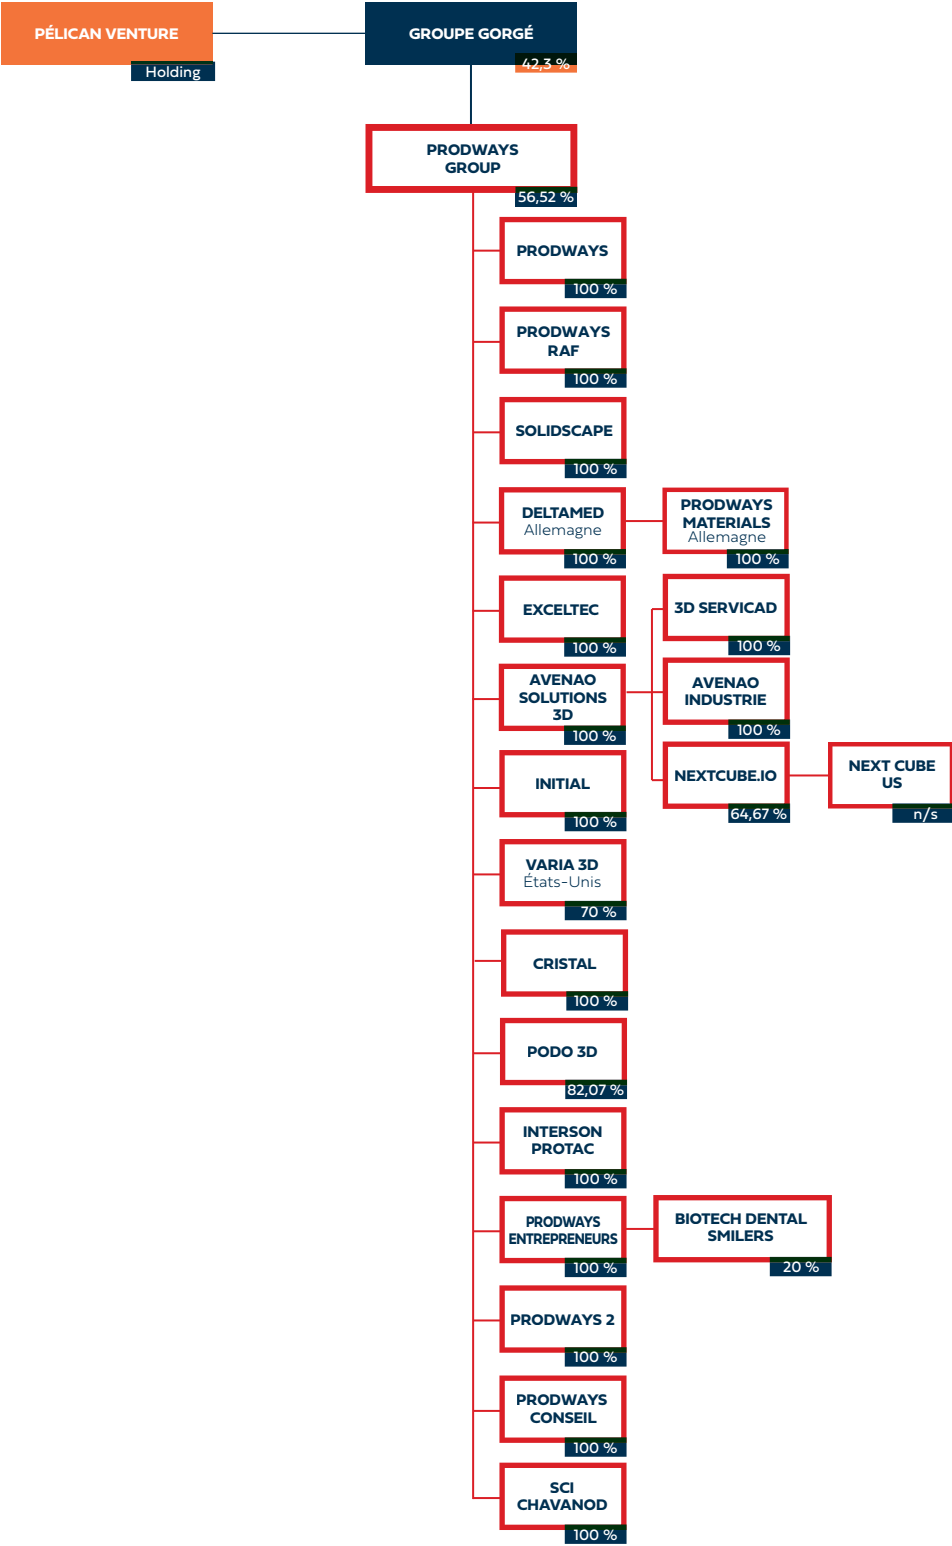 PÉLICAN VENTURE
Holding
GROUPE GORGÉ
42,3 %
PRODWAYS
GROUP
56,52 %
PRODWAYS
100 %
PRODWAYS
RAF
100 %
SOLIDSCAPE
100 %
DELTAMED
Allemagne
100 %
PRODWAYS
MATERIALS
Allemagne
100 %
EXCELTEC
100 %
3D SERVICAD
100 %
AVENAO
SOLUTIONS
3D
100 %
AVENAO
INDUSTRIE
100 %
NEXTCUBE.IO
64,67 %
NEXT CUBE
US
n/s
INITIAL
100 %
VARIA 3D
États-Unis
70 %
CRISTAL
100 %
PODO 3D
82,07 %
INTERSON
PROTAC
100 %
PRODWAYS
ENTREPRENEURS
100 %
BIOTECH DENTAL
SMILERS
20 %
PRODWAYS 2
100 %
PRODWAYS
CONSEIL
100 %
SCI
CHAVANOD
100 %